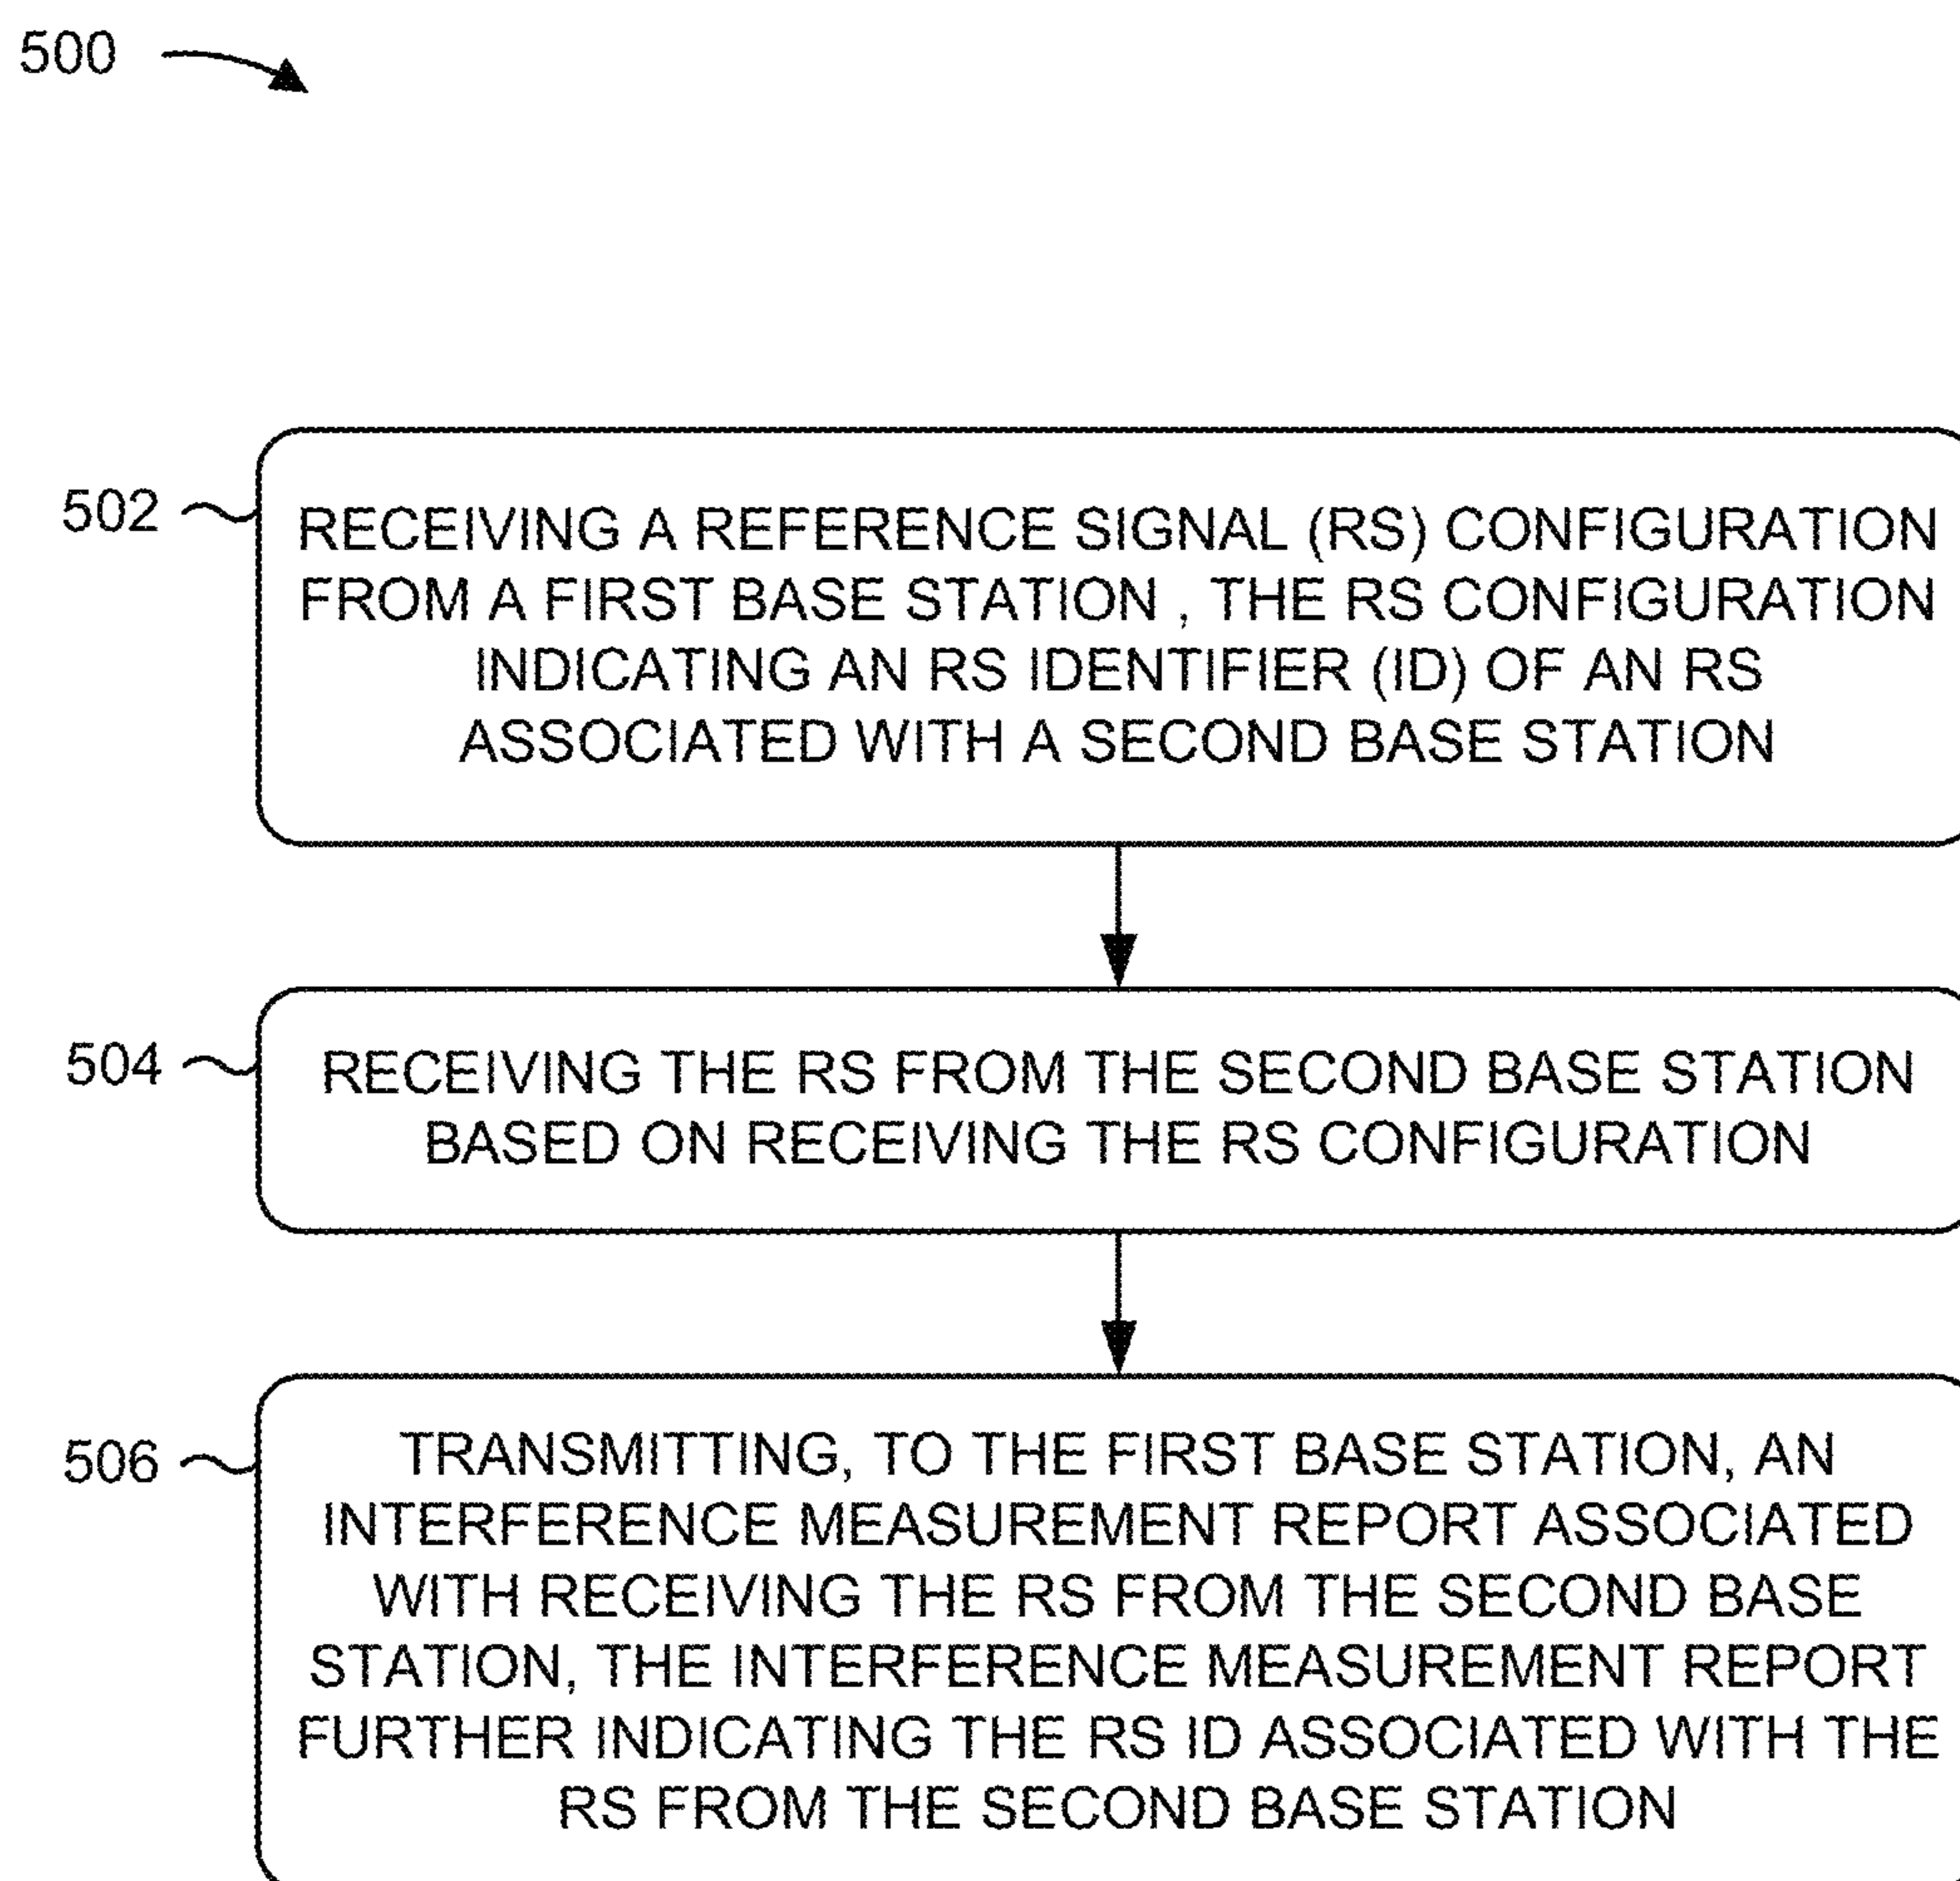 500
502
RECEIVING A REFERENCE SIGNAL (RS) CONFIGURATION
FROM A FIRST BASE STATION , THE RS CONFIGURATION
INDICATING AN RS IDENTIFIER (ID) OF AN RS
ASSOCIATED WITH A SECOND BASE STATION
504
RECEIVING THE RS FROM THE SECOND BASE STATION
BASED ON RECEIVING THE RS CONFIGURATION
506
TRANSMITTING, TO THE FIRST BASE STATION, AN
INTERFERENCE MEASUREMENT REPORT ASSOCIATED
WITH RECEIVING THE RS FROM THE SECOND BASE
STATION, THE INTERFERENCE MEASUREMENT REPORT
FURTHER INDICATING THE RS ID ASSOCIATED WITH THE
RS FROM THE SECOND BASE STATION